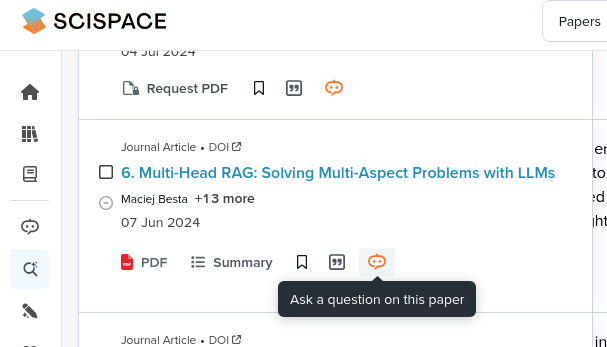 SCISPACE
Papers
04 Jul 2024
Request PDF
Journal Article • DOI
6. Multi-Head RAG: Solving Multi-Aspect Problems with LLMs
Maciej Besta +13 more
07 Jun 2024
PDF Summary
Ask a question on this paper
Journal Article • DOI